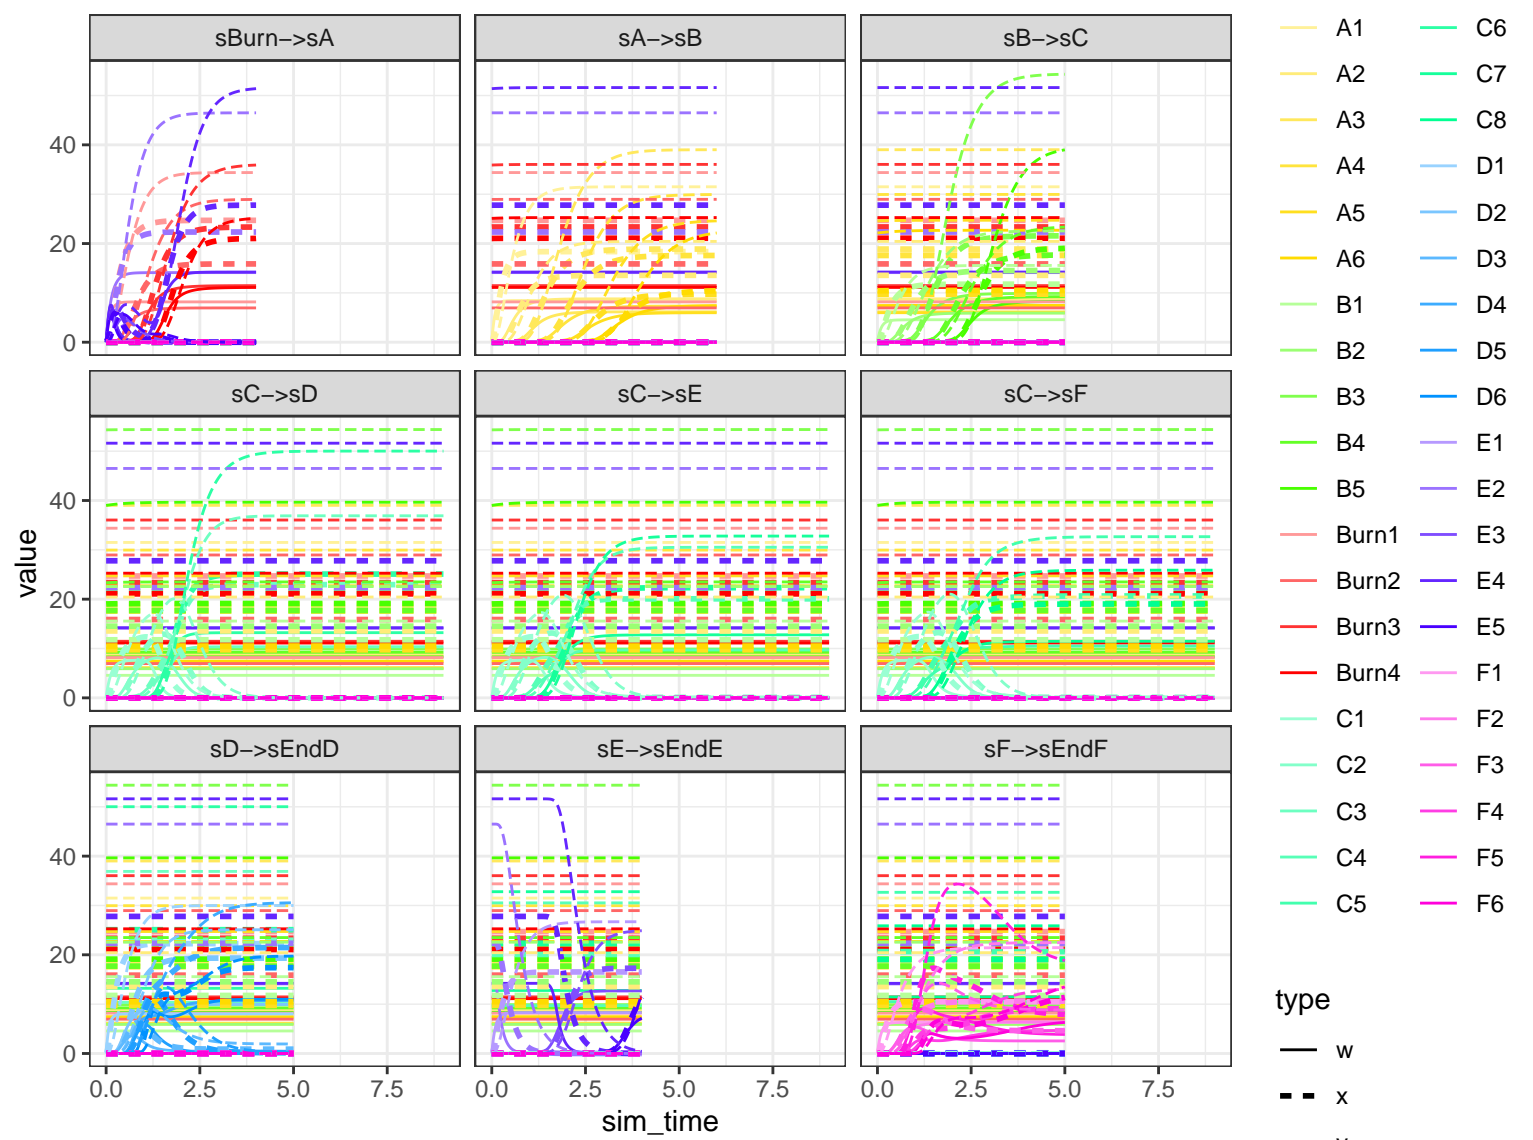 sBurn->sA
sA->sB
sB->sC
sC->sD
sC->sE
sC->sF
sD->sEndD
sE->sEndE
sF->sEndF
0
20
40
0
20
40
0
20
40
value
0.0 2.5 5.0 7.5
0.0 2.5 5.0 7.5
0.0 2.5 5.0 7.5
sim_time
A1
A2
A3
A4
A5
A6
B1
B2
B3
B4
B5
Burn1
Burn2
Burn3
Burn4
C1
C2
C3
C4
C5
C6
C7
C8
D1
D2
D3
D4
D5
D6
E1
E2
E3
E4
E5
F1
F2
F3
F4
F5
F6
type
w
x